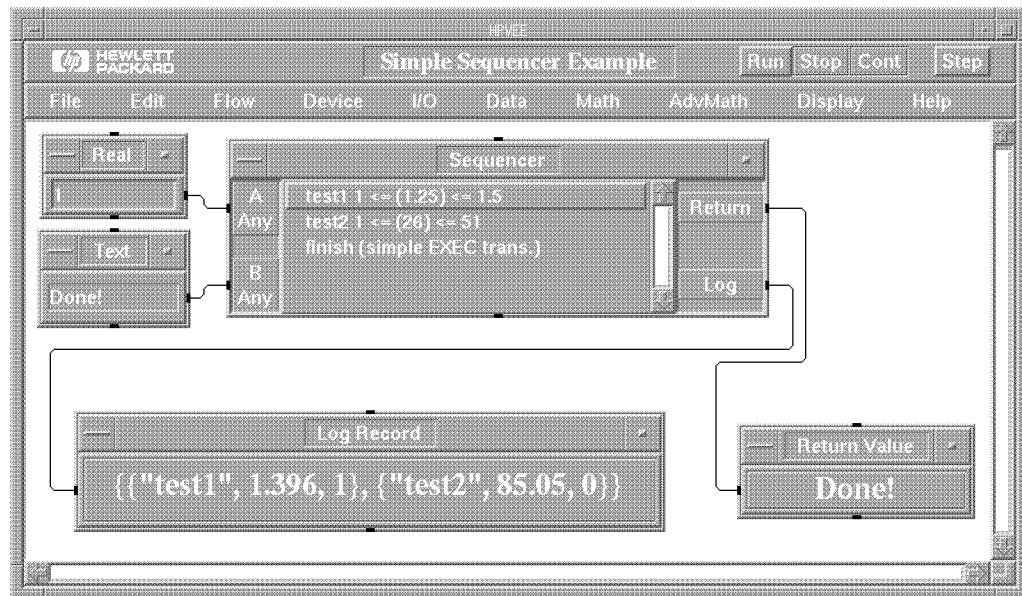 HPVEE
hp HEWLETT PACKARD
Simple Sequencer Example
Run Stop Cont Step
File Edit Flow Device I/O Data Math AdvMath Display Help
Real
1
Text
Done!
Sequencer
A
Any
B
Any
test1 1 <= (1.25) <= 1.5
test2 1 <= (26) <= 51
finish (simple EXEC trans.)
Return
Log
Log Record
{{"test1", 1.396, 1}, {"test2", 85.05, 0}}
Return Value
Done!